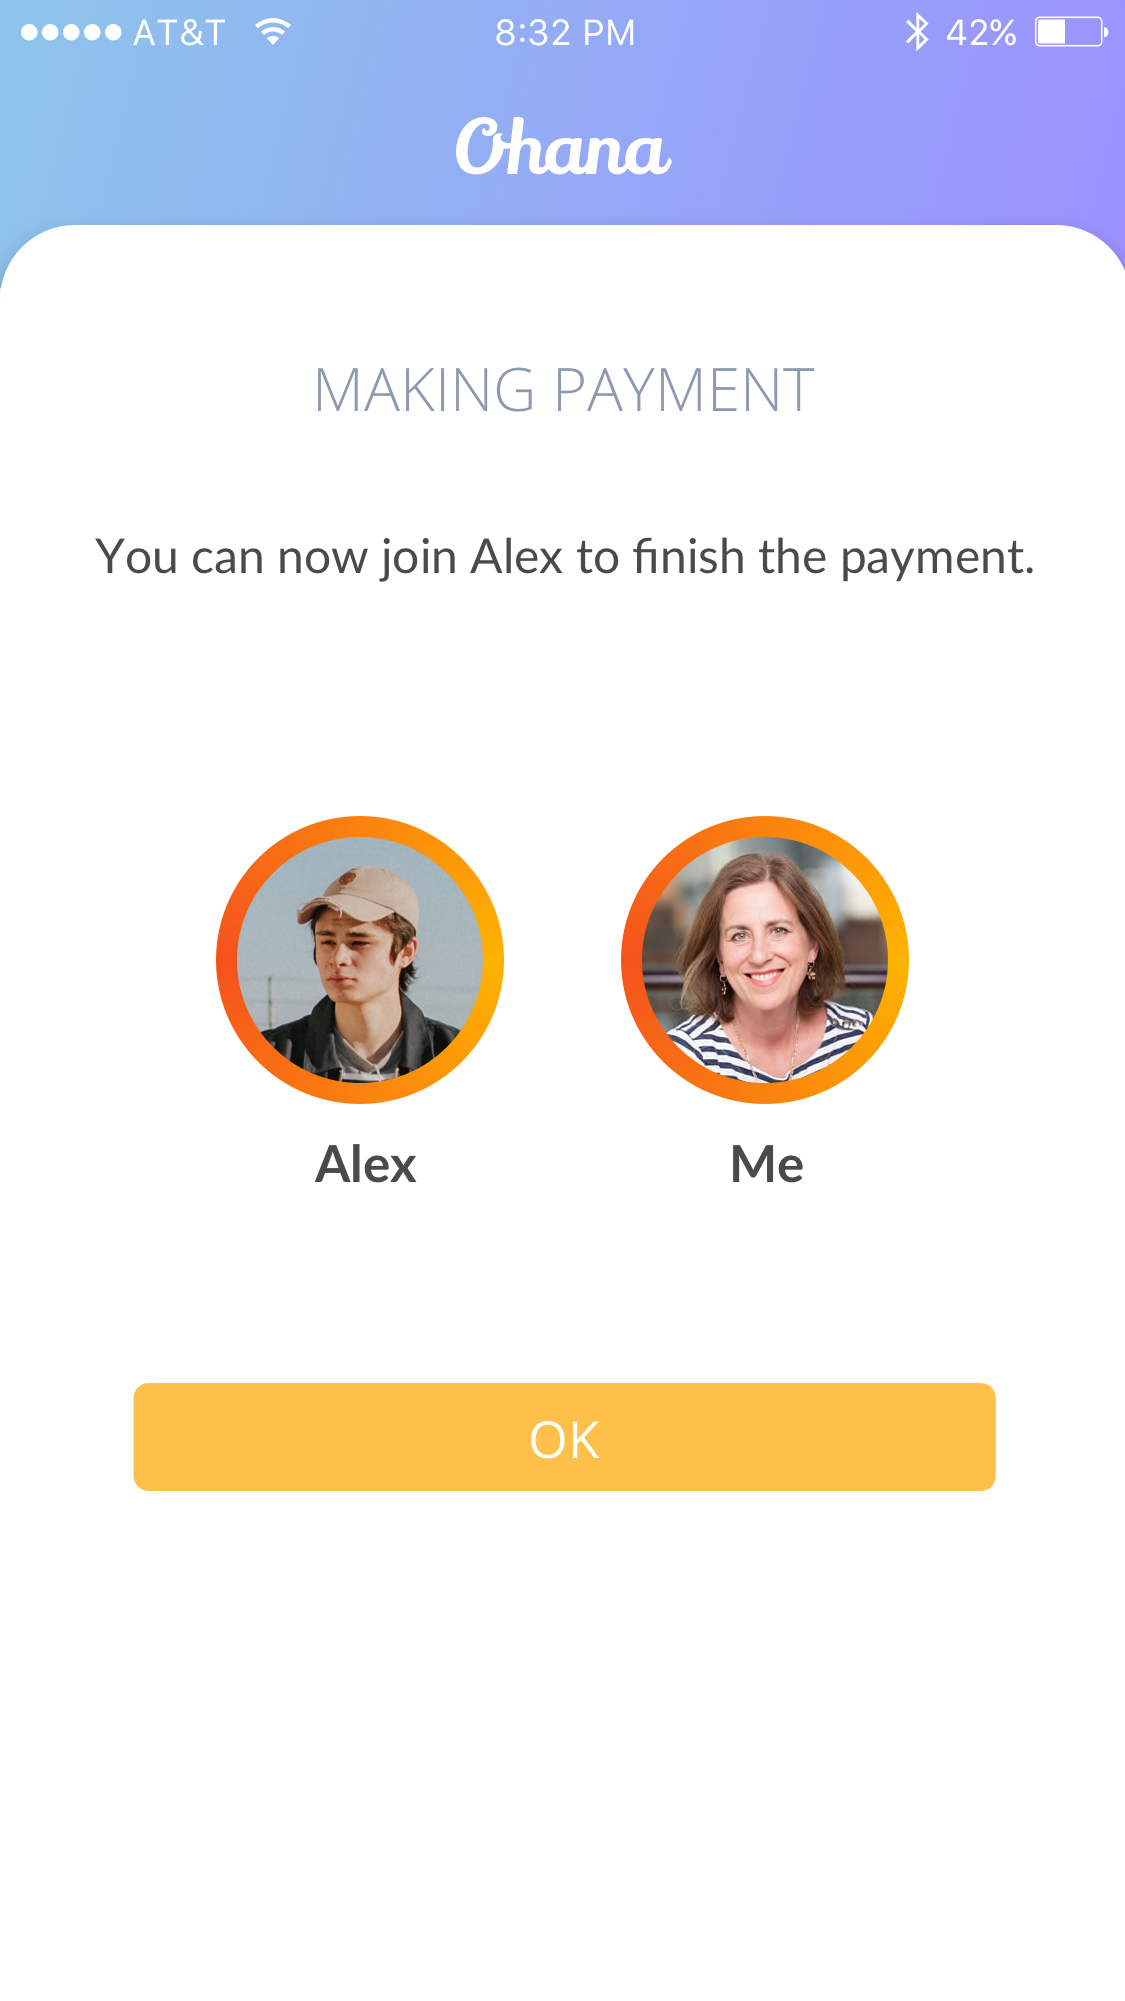 AT&T 8:32 PM 42%
Ohana
MAKING PAYMENT
You can now join Alex to finish the payment.
Alex Me
OK